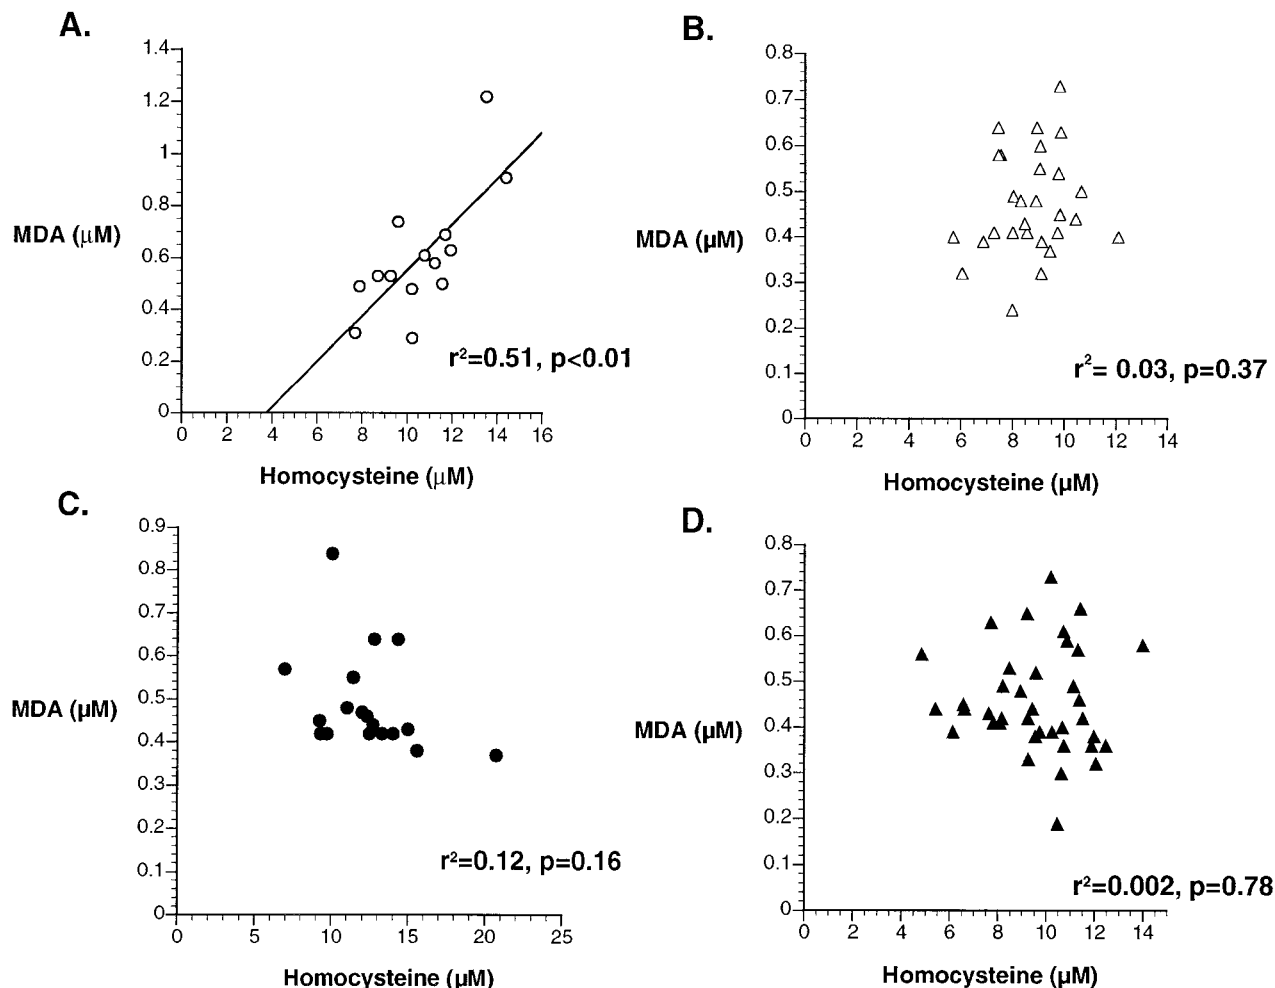 A.
1.4
1.2
1
0.8
0.6
0.4
0.2
0
MDA (μM)
r²=0.51, p<0.01
0 2 4 6 8 10 12 14 16
Homocysteine (μM)
B.
0.8
0.7
0.6
0.5
0.4
0.3
0.2
0.1
0
MDA (μM)
r²= 0.03, p=0.37
0 2 4 6 8 10 12 14
Homocysteine (μM)
C.
0.9
0.8
0.7
0.6
0.5
0.4
0.3
0.2
0.1
0
MDA (μM)
r²=0.12, p=0.16
0 5 10 15 20 25
Homocysteine (μM)
D.
0.8
0.7
0.6
0.5
0.4
0.3
0.2
0.1
0
MDA (μM)
r²=0.002, p=0.78
0 2 4 6 8 10 12 14
Homocysteine (μM)